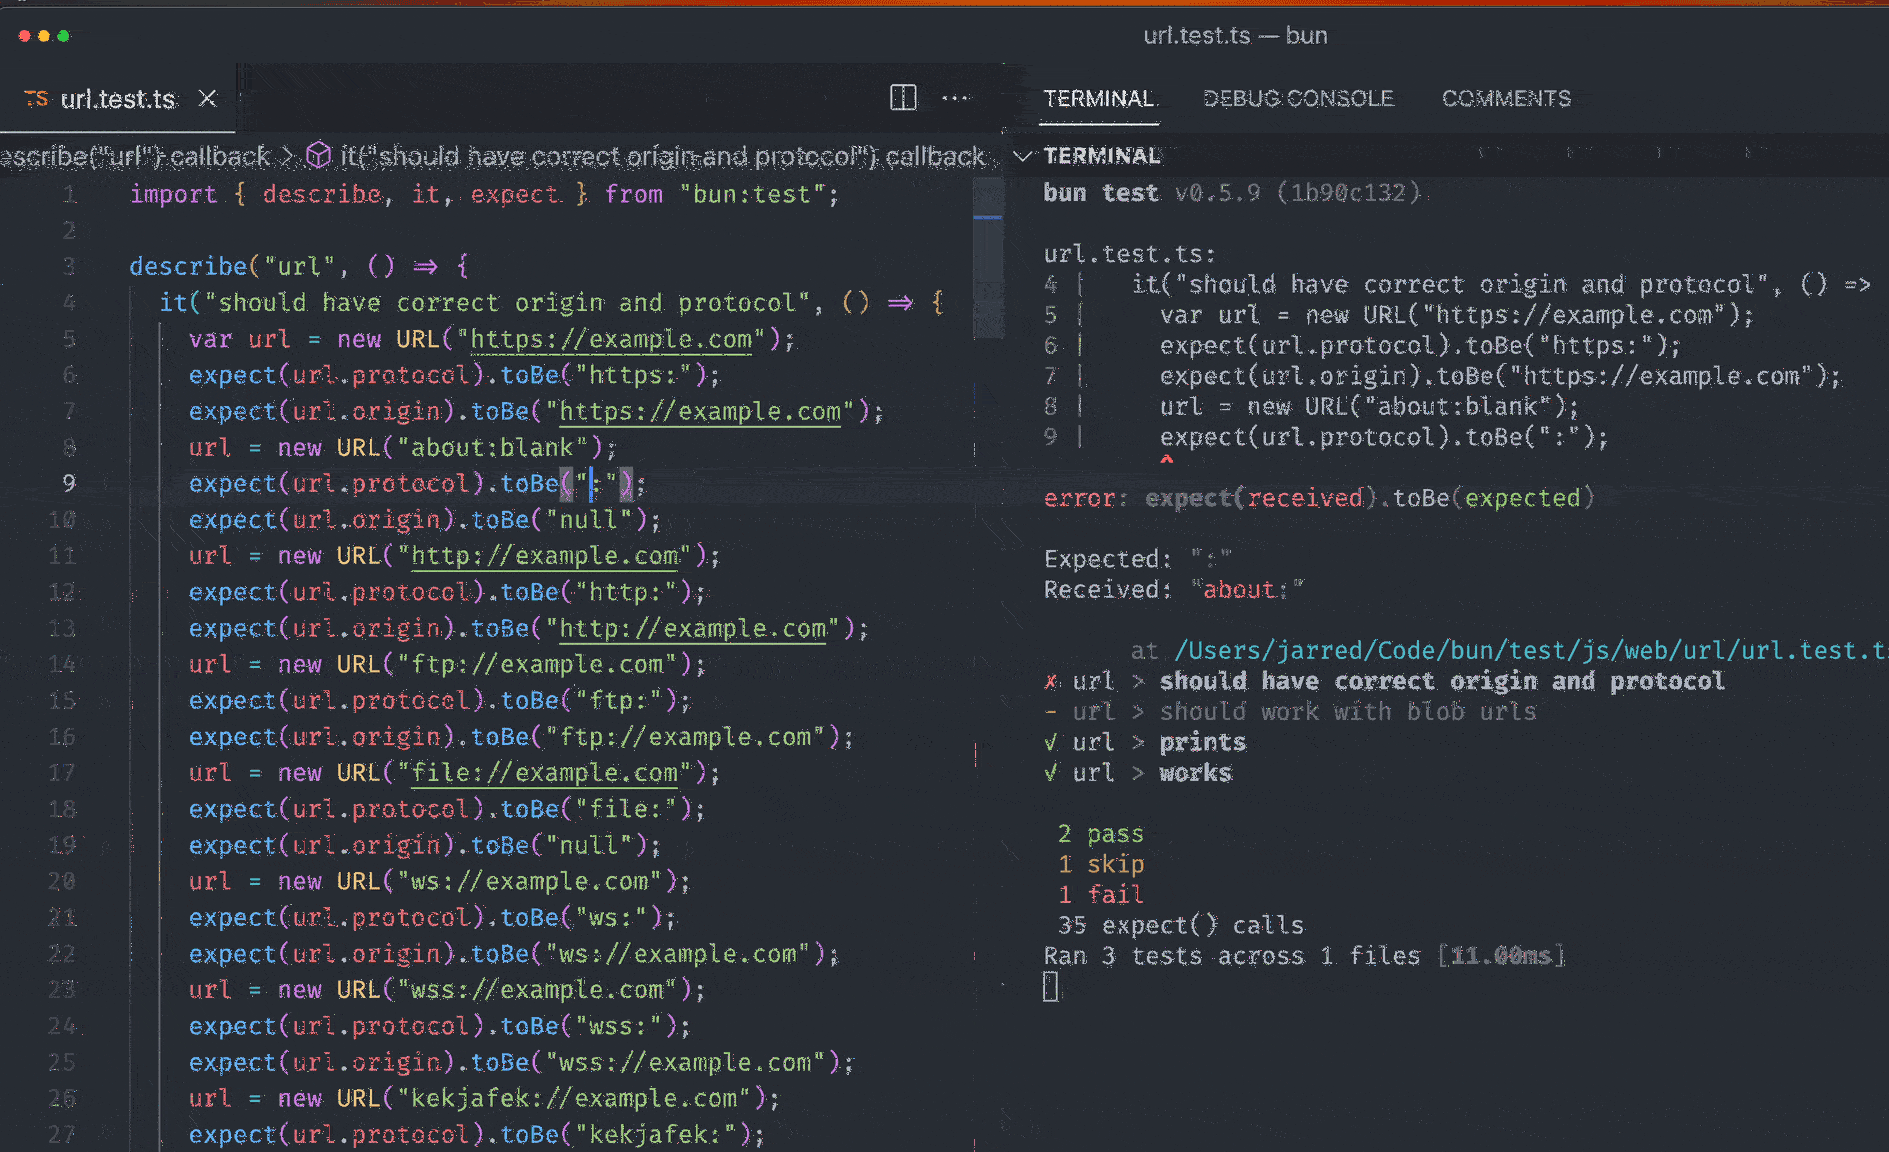 url.test.ts — bun
TS url.test.ts
escribe("url") callback > it("should have correct origin and protocol") callback
1 import { describe, it, expect } from "bun:test";
2
3 describe("url", () => {
4 it("should have correct origin and protocol", () => {
5 var url = new URL("https://example.com");
6 expect(url.protocol).toBe("https:");
7 expect(url.origin).toBe("https://example.com");
8 url = new URL("about:blank");
9 expect(url.protocol).toBe(":");
10 expect(url.origin).toBe("null");
11 url = new URL("http://example.com");
12 expect(url.protocol).toBe("http:");
13 expect(url.origin).toBe("http://example.com");
14 url = new URL("ftp://example.com");
15 expect(url.protocol).toBe("ftp:");
16 expect(url.origin).toBe("ftp://example.com");
17 url = new URL("file://example.com");
18 expect(url.protocol).toBe("file:");
19 expect(url.origin).toBe("null");
20 url = new URL("ws://example.com");
21 expect(url.protocol).toBe("ws:");
22 expect(url.origin).toBe("ws://example.com");
23 url = new URL("wss://example.com");
24 expect(url.protocol).toBe("wss:");
25 expect(url.origin).toBe("wss://example.com");
26 url = new URL("kekjafek://example.com");
27 expect(url.protocol).toBe("kekjafek:");
TERMINAL DEBUG CONSOLE COMMENTS
TERMINAL
bun test v0.5.9 (1b90c132)
url.test.ts:
4 | it("should have correct origin and protocol", () =>
5 | var url = new URL("https://example.com");
6 | expect(url.protocol).toBe("https:");
7 | expect(url.origin).toBe("https://example.com");
8 | url = new URL("about:blank");
9 | expect(url.protocol).toBe(":");
^
error: expect(received).toBe(expected)
Expected: ":"
Received: "about:"
at /Users/jarred/Code/bun/test/js/web/url/url.test.t
✗ url > should have correct origin and protocol
- url > should work with blob urls
✓ url > prints
✓ url > works
2 pass
1 skip
1 fail
35 expect() calls
Ran 3 tests across 1 files [11.00ms]